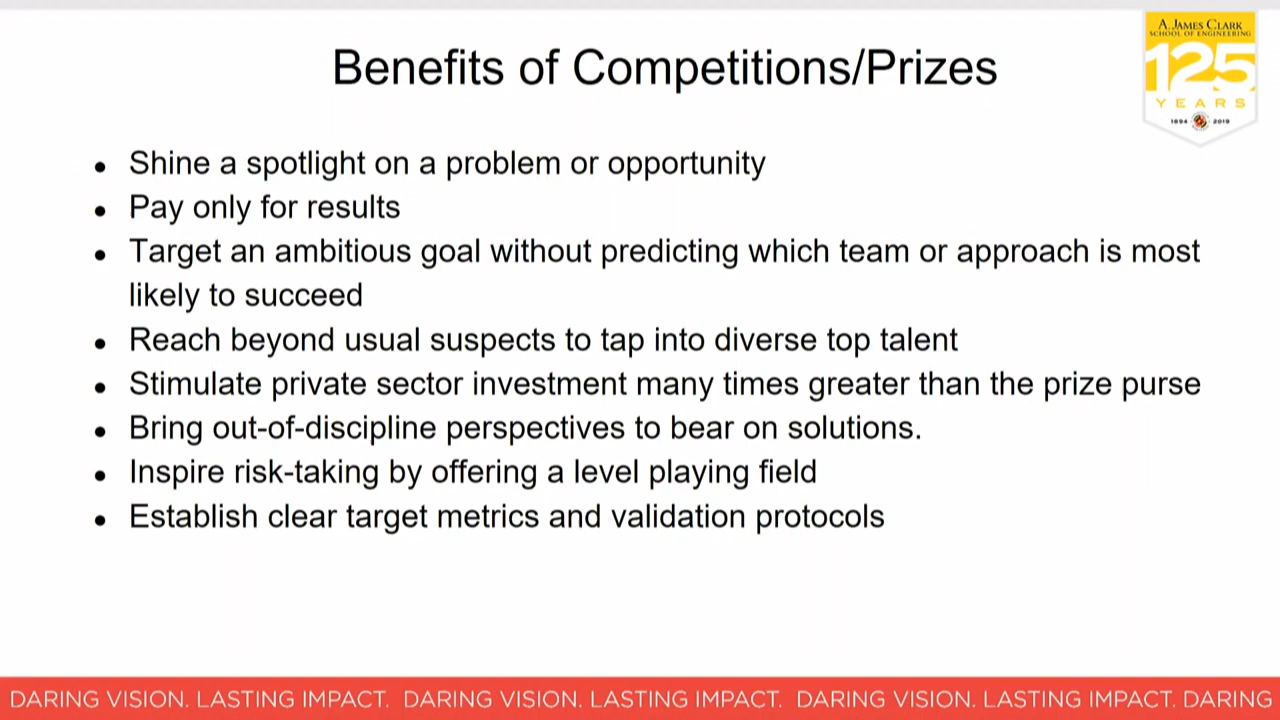 A. JAMES CLARK
SCHOOL OF ENGINEERING
125
YEARS
1894 2019
Benefits of Competitions/Prizes
• Shine a spotlight on a problem or opportunity
• Pay only for results
• Target an ambitious goal without predicting which team or approach is most
likely to succeed
• Reach beyond usual suspects to tap into diverse top talent
• Stimulate private sector investment many times greater than the prize purse
• Bring out-of-discipline perspectives to bear on solutions.
• Inspire risk-taking by offering a level playing field
• Establish clear target metrics and validation protocols
DARING VISION. LASTING IMPACT. DARING VISION. LASTING IMPACT. DARING VISION. LASTING IMPACT. DARING